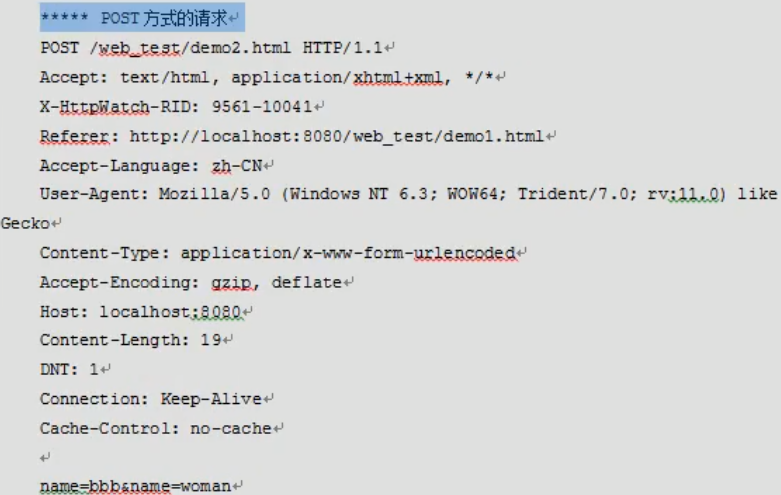 ***** POST 方式的请求
POST /web_test/demo2.html HTTP/1.1
Accept: text/html, application/xhtml+xml, */*
X-HttpWatch-RID: 9561-10041
Referer: http://localhost:8080/web_test/demo1.html
Accept-Language: zh-CN
User-Agent: Mozilla/5.0 (Windows NT 6.3; WOW64; Trident/7.0; rv:11.0) like
Gecko
Content-Type: application/x-www-form-urlencoded
Accept-Encoding: gzip, deflate
Host: localhost:8080
Content-Length: 19
DNT: 1
Connection: Keep-Alive
Cache-Control: no-cache
name=bbb&name=woman